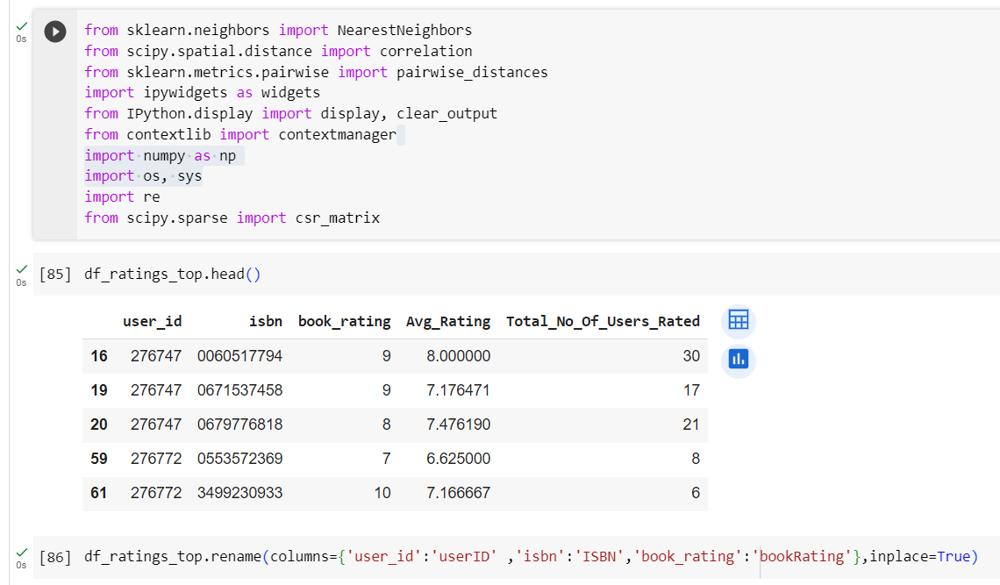 from sklearn.neighbors import NearestNeighbors
0s
from scipy.spatial.distance import correlation
from sklearn.metrics.pairwise import pairwise_distances
import ipywidgets as widgets
from IPython.display import display, clear_output
from contextlib import contextmanager
import numpy as np
import os, sys
import re
from scipy.sparse import csr_matrix
[85] df_ratings_top.head()
0s
user_id isbn book_rating Avg_Rating Total_No_Of_Users_Rated
16 276747 0060517794 9 8.000000 30
19 276747 0671537458 9 7.176471 17
20 276747 0679776818 8 7.476190 21
59 276772 0553572369 7 6.625000 8
61 276772 3499230933 10 7.166667 6
[86] df_ratings_top.rename(columns={'user_id':'userID' ,'isbn':'ISBN','book_rating':'bookRating'},inplace=True)
0s